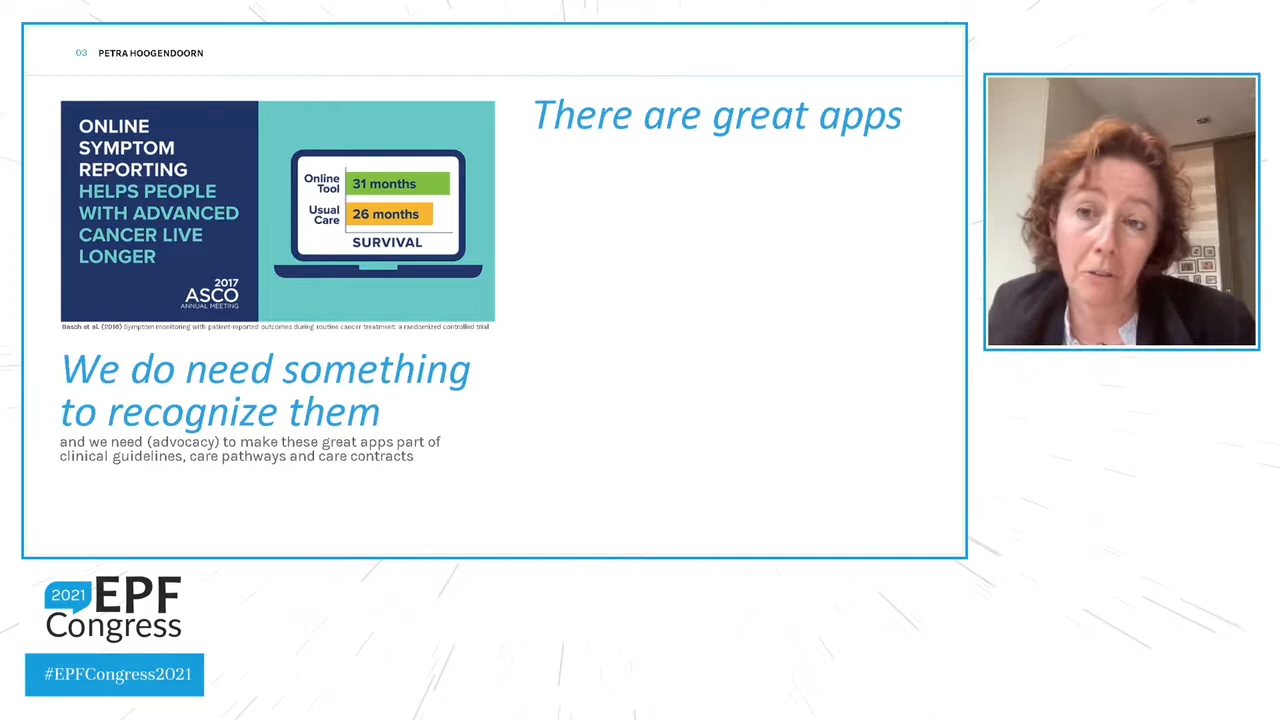 03 PETRA HOOGENDOORN
ONLINE
SYMPTOM
REPORTING
HELPS PEOPLE
WITH ADVANCED
CANCER LIVE
LONGER
2017
ASCO
ANNUAL MEETING
Online
Tool
31 months
Usual
Care
26 months
SURVIVAL
Basch et al. (2016) Symptom monitoring with patient-reported outcomes during routine cancer treatment: a randomized controlled trial
We do need something
to recognize them
and we need (advocacy) to make these great apps part of
clinical guidelines, care pathways and care contracts
There are great apps
2021 EPF
Congress
#EPFCongress2021